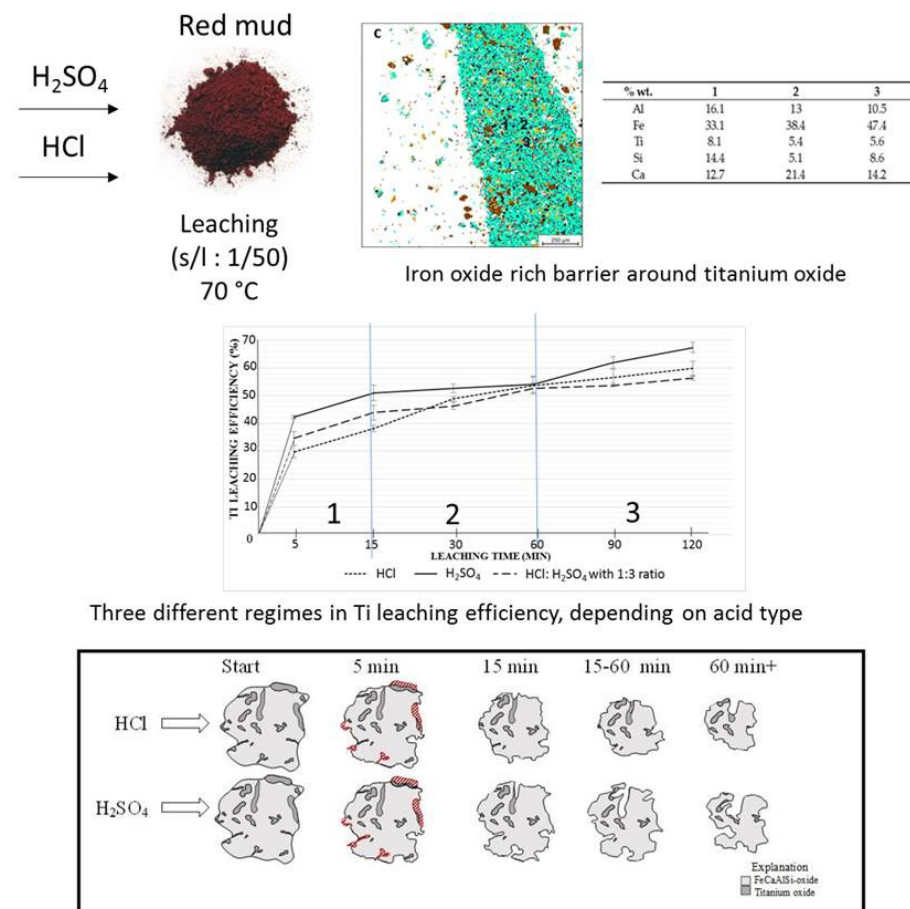 Red mud
H₂SO₄
HCl
Leaching
(s/l : 1/50)
70 °C
C
1 2
3
250 µm
% wt. 1 2 3
Al 16.1 13 10.5
Fe 33.1 38.4 47.4
Ti 8.1 5.4 5.6
Si 14.4 5.1 8.6
Ca 12.7 21.4 14.2
Iron oxide rich barrier around titanium oxide
TI LEACHING EFFICIENCY (%)
70
60
50
40
30
20
10
0
1 2 3
5 15 30 60 90 120
LEACHING TIME (MIN)
HCl H₂SO₄ HCl: H₂SO₄ with 1:3 ratio
Three different regimes in Ti leaching efficiency, depending on acid type
Start 5 min 15 min 15-60 min 60 min+
HCl
H₂SO₄
Explanation
FeCaAlSi-oxide
Titanium oxide